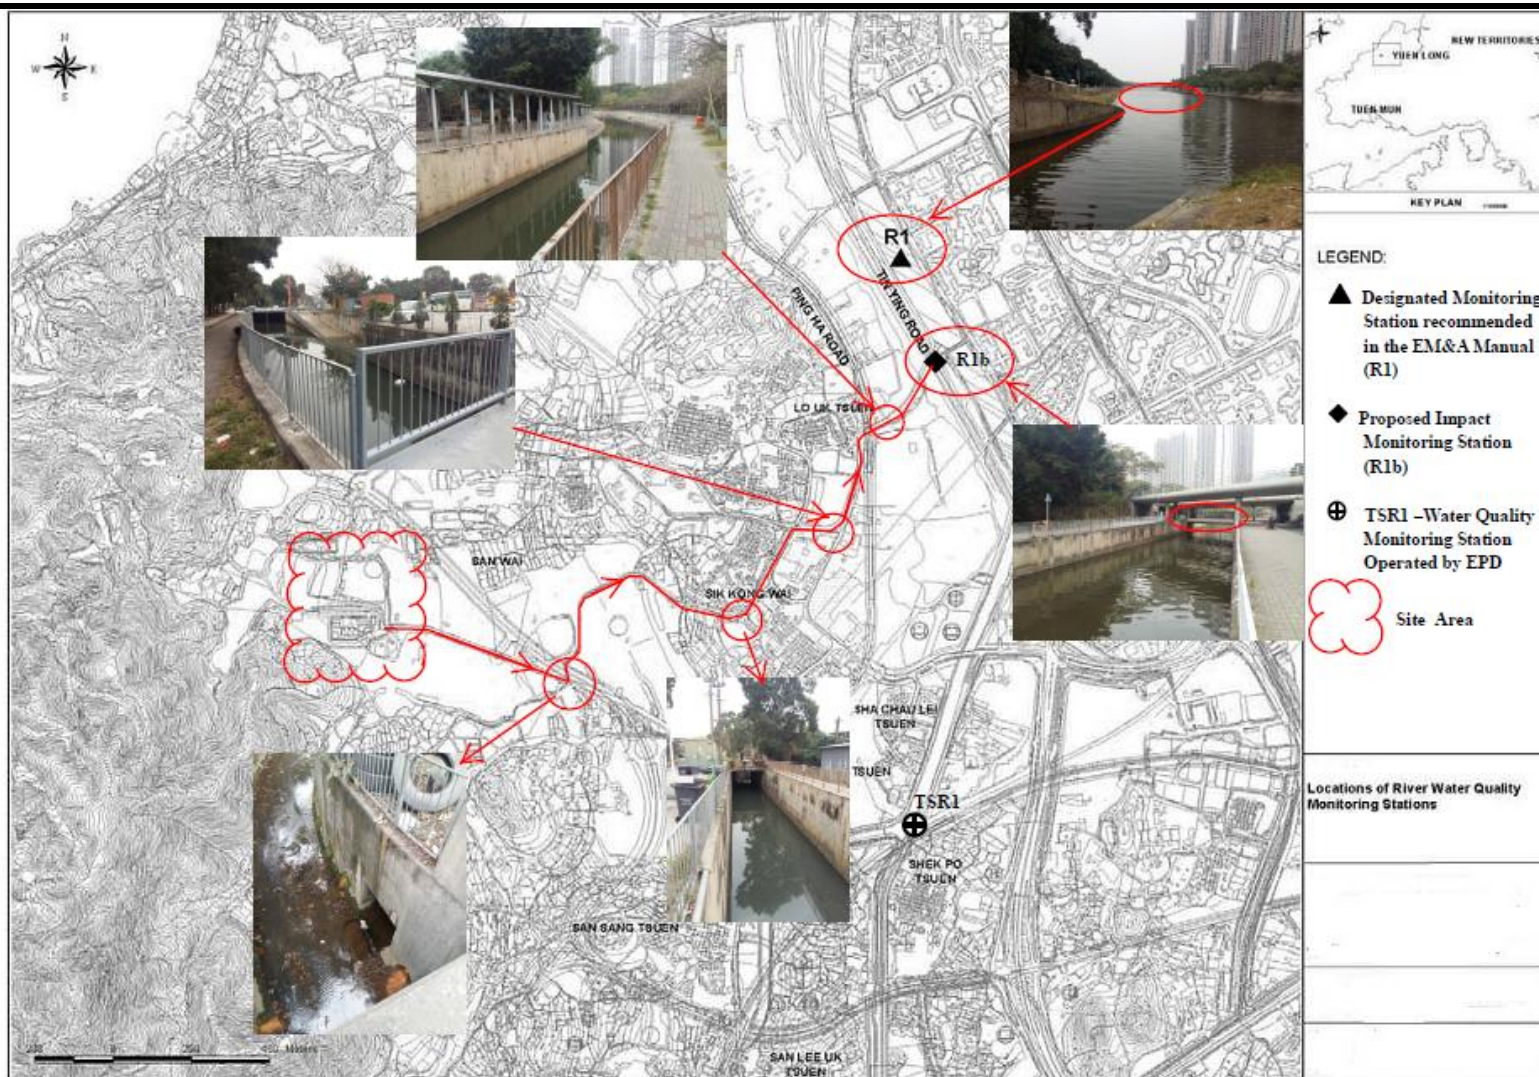 N
W E
S
R1
TIN YING ROAD
PING HA ROAD
R1b
LO UK TSUEN
SAN WAI
SIK KONG WAI
SHA CHAU LEI
TSUEN
TSUEN
TSR1
SHEK PO
TSUEN
SAN SANG TSUEN
SAN LEE UK
TSUEN
NEW TERRITORIES
YUEN LONG
TUEN MUN
KEY PLAN
LEGEND:
Designated Monitoring
Station recommended
in the EM&A Manual
(R1)
Proposed Impact
Monitoring Station
(R1b)
TSR1 –Water Quality
Monitoring Station
Operated by EPD
Site Area
Locations of River Water Quality
Monitoring Stations
0
Meters